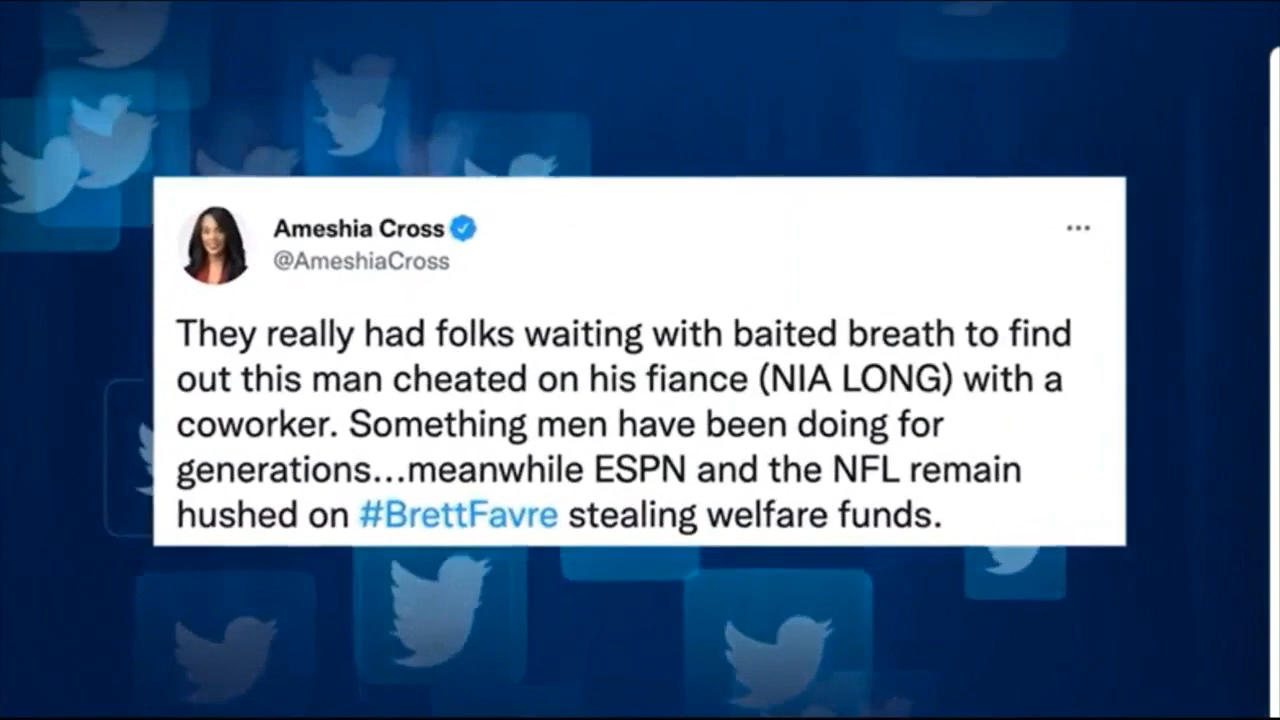 Ameshia Cross
@AmeshiaCross
They really had folks waiting with baited breath to find
out this man cheated on his fiance (NIA LONG) with a
coworker. Something men have been doing for
generations...meanwhile ESPN and the NFL remain
hushed on #BrettFavre stealing welfare funds.